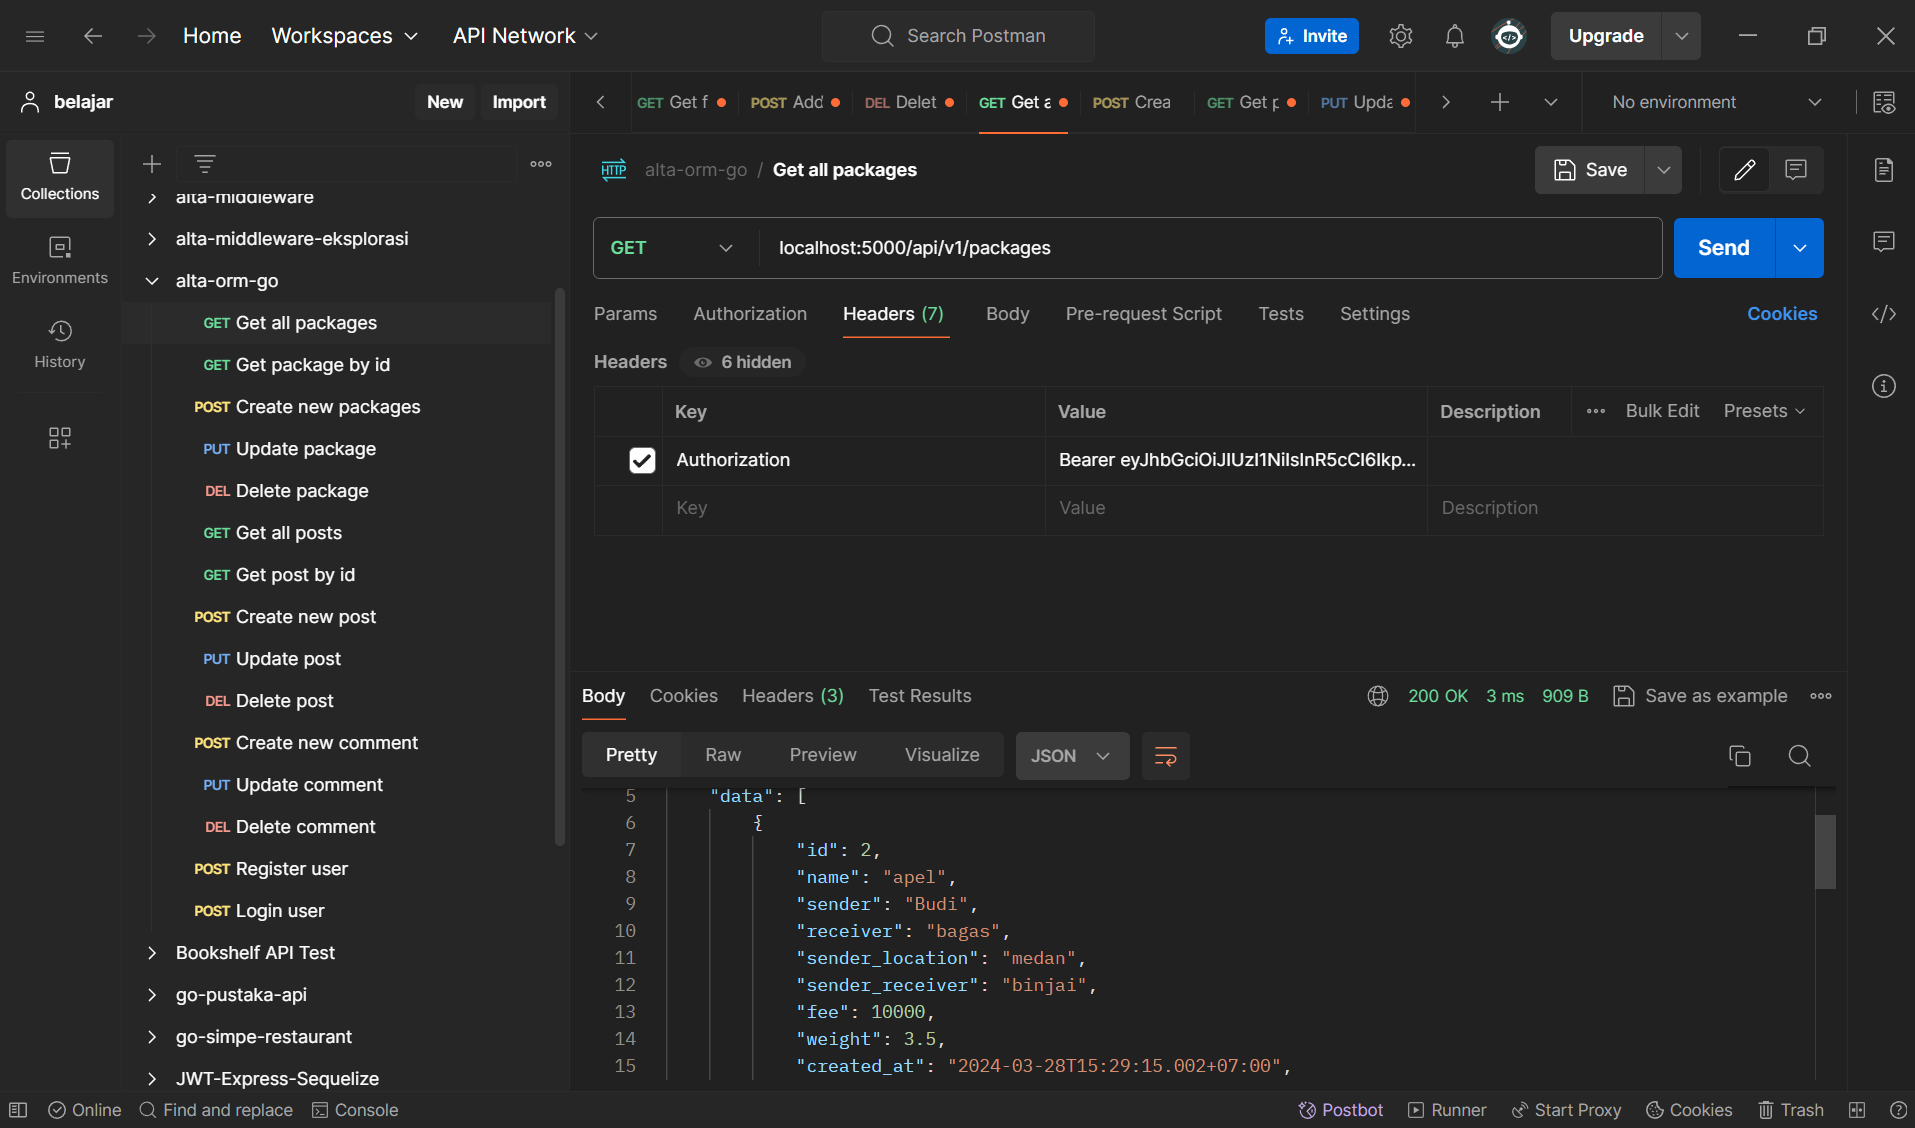 Home Workspaces API Network Search Postman Invite Upgrade
belajar New Import
GET Get f POST Add DEL Delet GET Get a POST Crea GET Get p PUT Upda No environment
Collections
Environments
History
alta-middleware
alta-middleware-eksplorasi
alta-orm-go
GET Get all packages
GET Get package by id
POST Create new packages
PUT Update package
DEL Delete package
GET Get all posts
GET Get post by id
POST Create new post
PUT Update post
DEL Delete post
POST Create new comment
PUT Update comment
DEL Delete comment
POST Register user
POST Login user
Bookshelf API Test
go-pustaka-api
go-simpe-restaurant
JWT-Express-Sequelize
HTTP alta-orm-go / Get all packages Save
GET localhost:5000/api/v1/packages Send
Params Authorization Headers (7) Body Pre-request Script Tests Settings Cookies
Headers 6 hidden
Key Value Description Bulk Edit Presets
Authorization Bearer eyJhbGciOiJIUzI1NiIsInR5cCI6Ikp...
Key Value Description
Body Cookies Headers (3) Test Results 200 OK 3 ms 909 B Save as example
Pretty Raw Preview Visualize JSON
5 "data": [
6 {
7 "id": 2,
8 "name": "apel",
9 "sender": "Budi",
10 "receiver": "bagas",
11 "sender_location": "medan",
12 "sender_receiver": "binjai",
13 "fee": 10000,
14 "weight": 3.5,
15 "created_at": "2024-03-28T15:29:15.002+07:00",
Online Find and replace Console Postbot Runner Start Proxy Cookies Trash